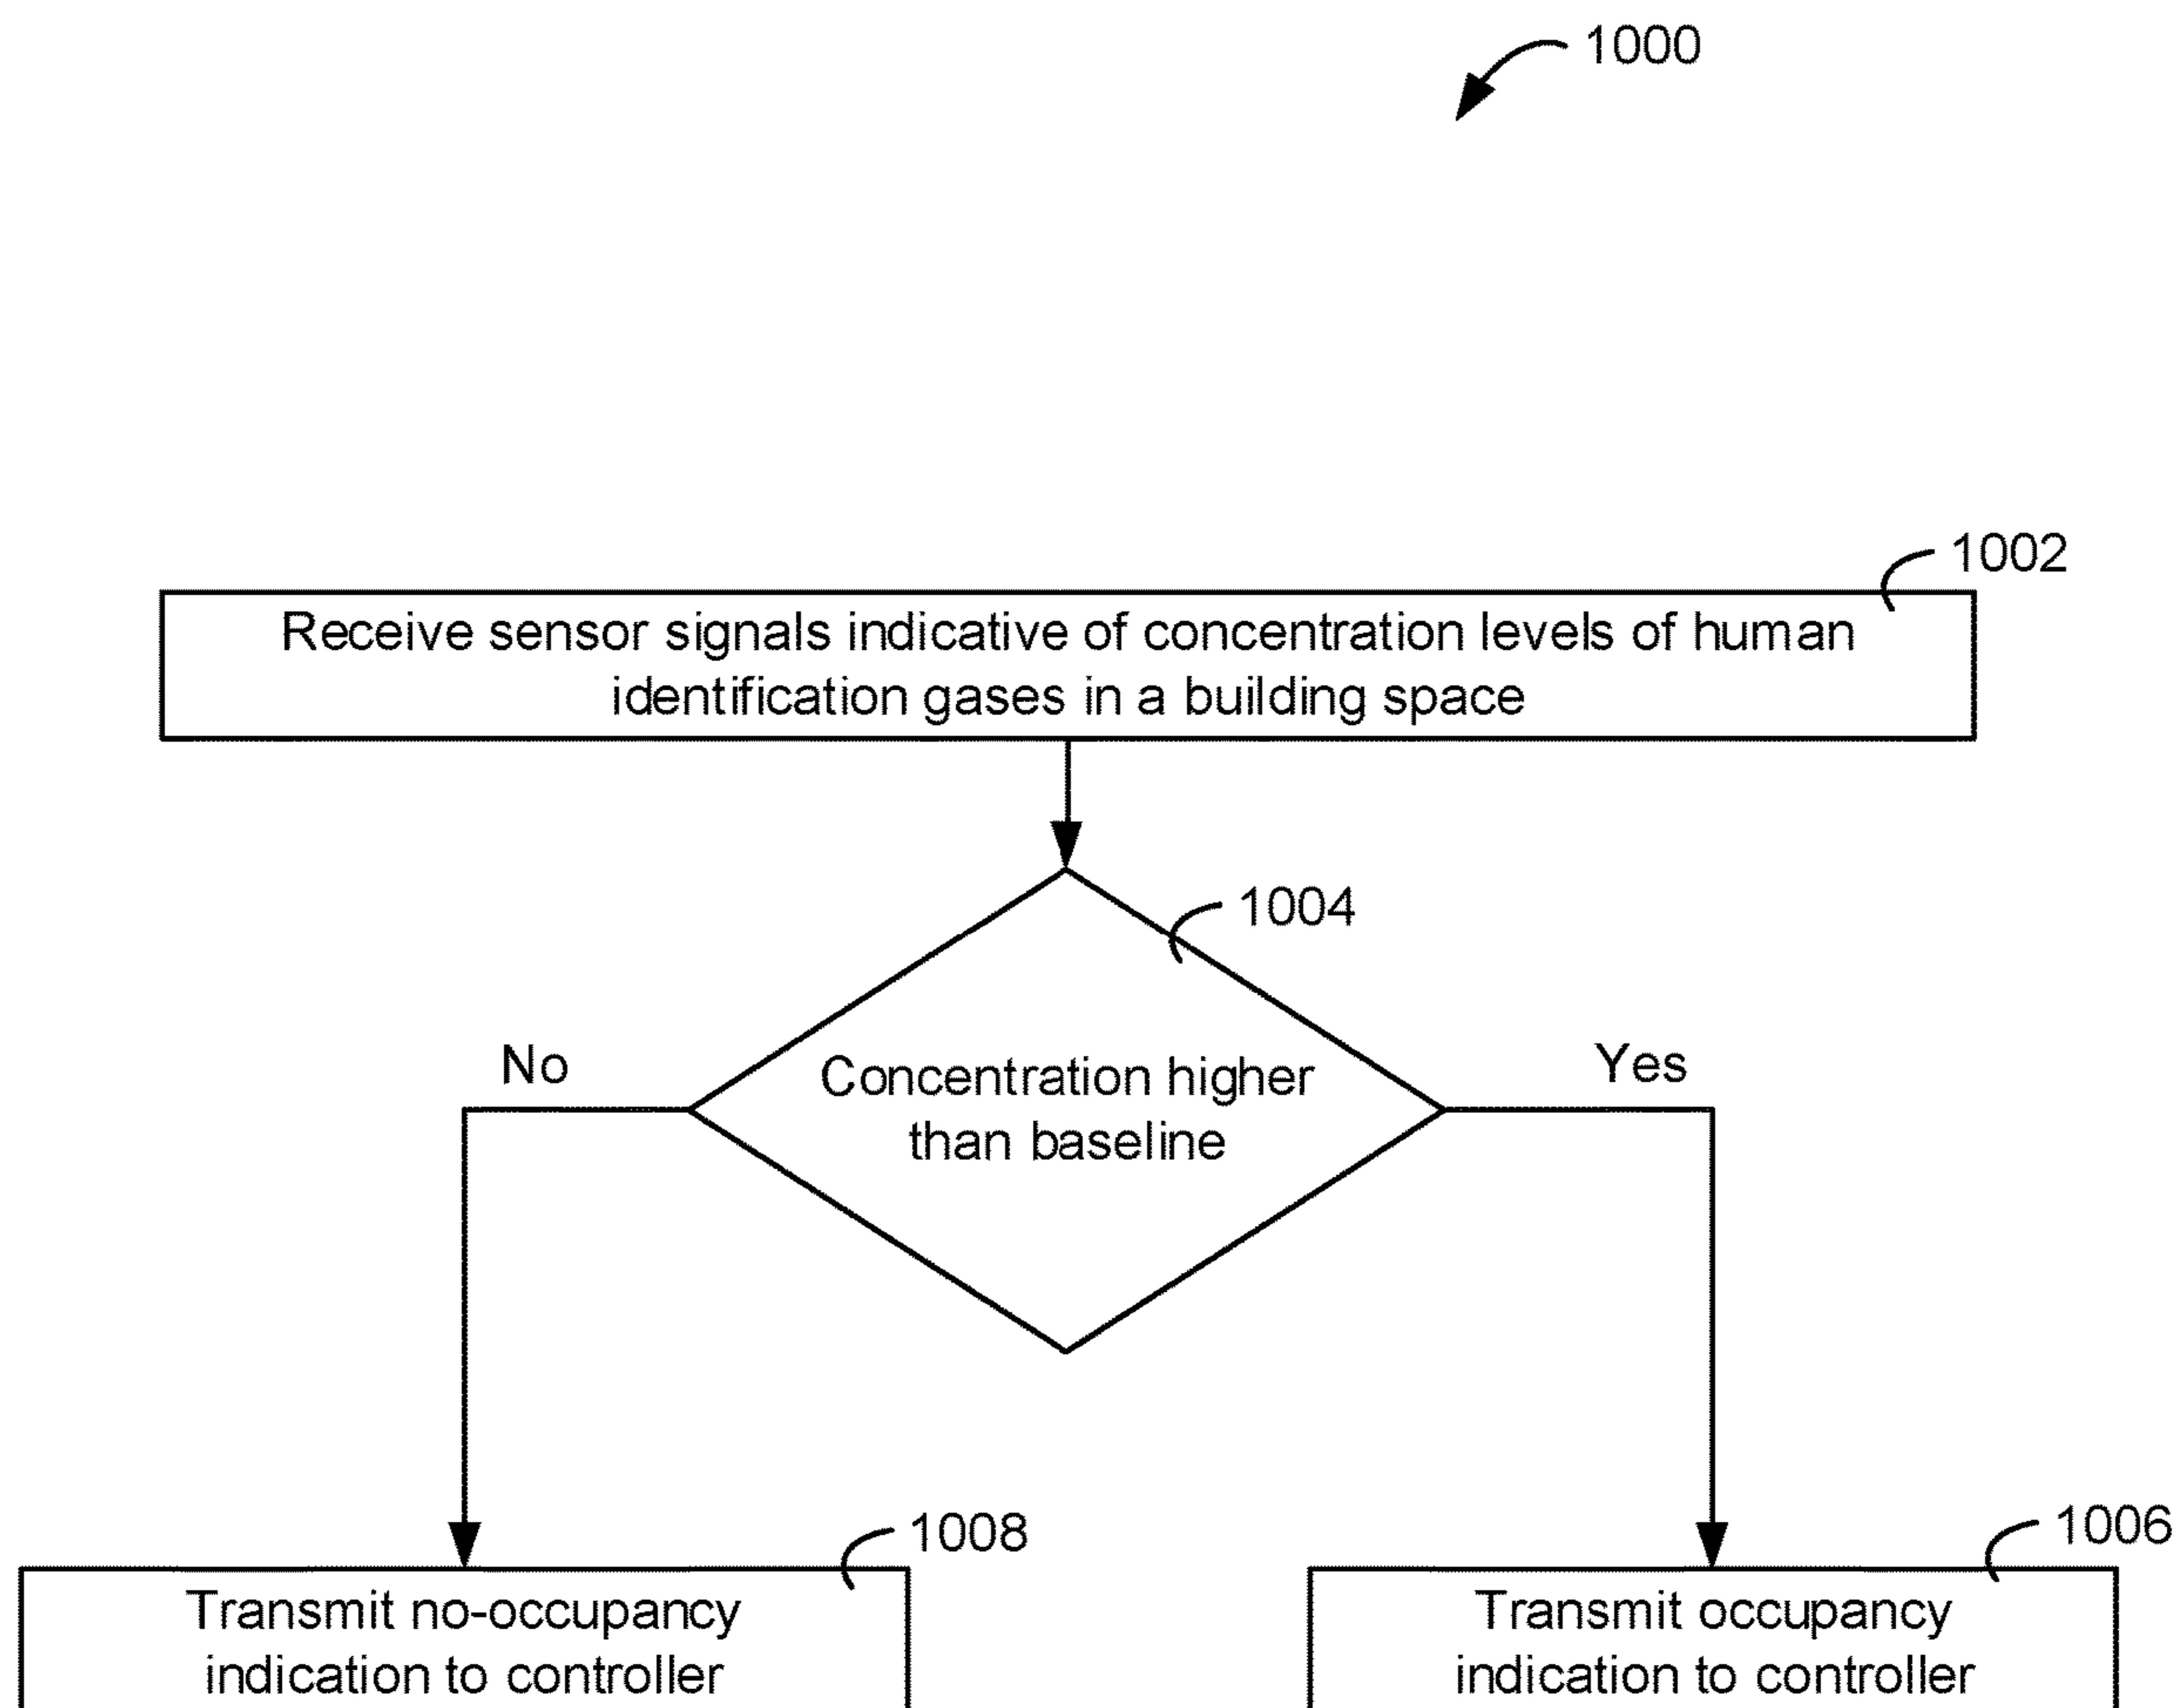 1000
1002
Receive sensor signals indicative of concentration levels of human
identification gases in a building space
1004
No
Yes
Concentration higher
than baseline
1008
1006
Transmit no-occupancy
indication to controller
Transmit occupancy
indication to controller